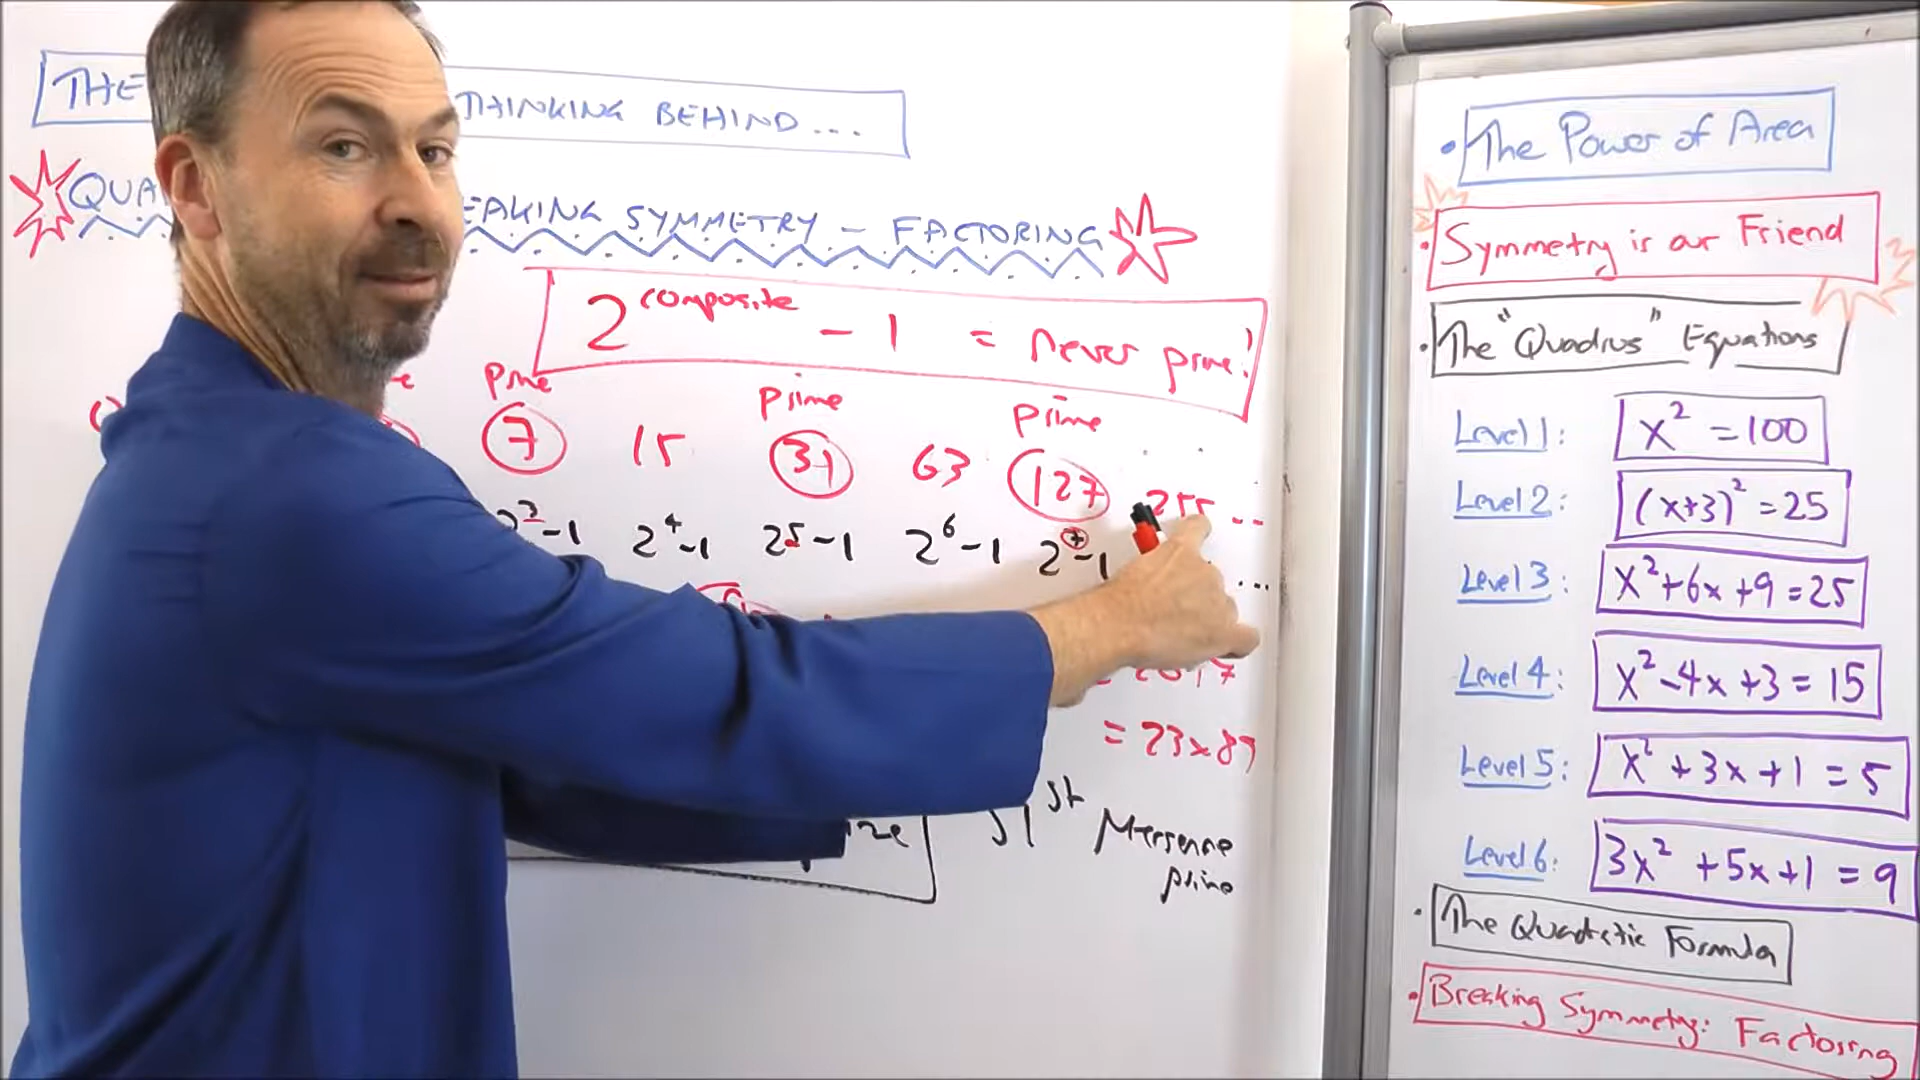 THE THINKING BEHIND...
QUA EAKING SYMMETRY – FACTORING
2^composite – 1 = never prime!
prime prime prime
7 15 31 63 127 255 ...
2^3–1 2^4–1 2^5–1 2^6–1 2^7–1 ...
= 23×89
51st Mersenne
prime
• The Power of Area
• Symmetry is our Friend
• The "Quadrus" Equations
Level 1: x² = 100
Level 2: (x+3)² = 25
Level 3: x²+6x+9=25
Level 4: x²–4x+3=15
Level 5: x²+3x+1=5
Level 6: 3x²+5x+1=9
• The Quadratic Formula
• Breaking Symmetry: Factoring